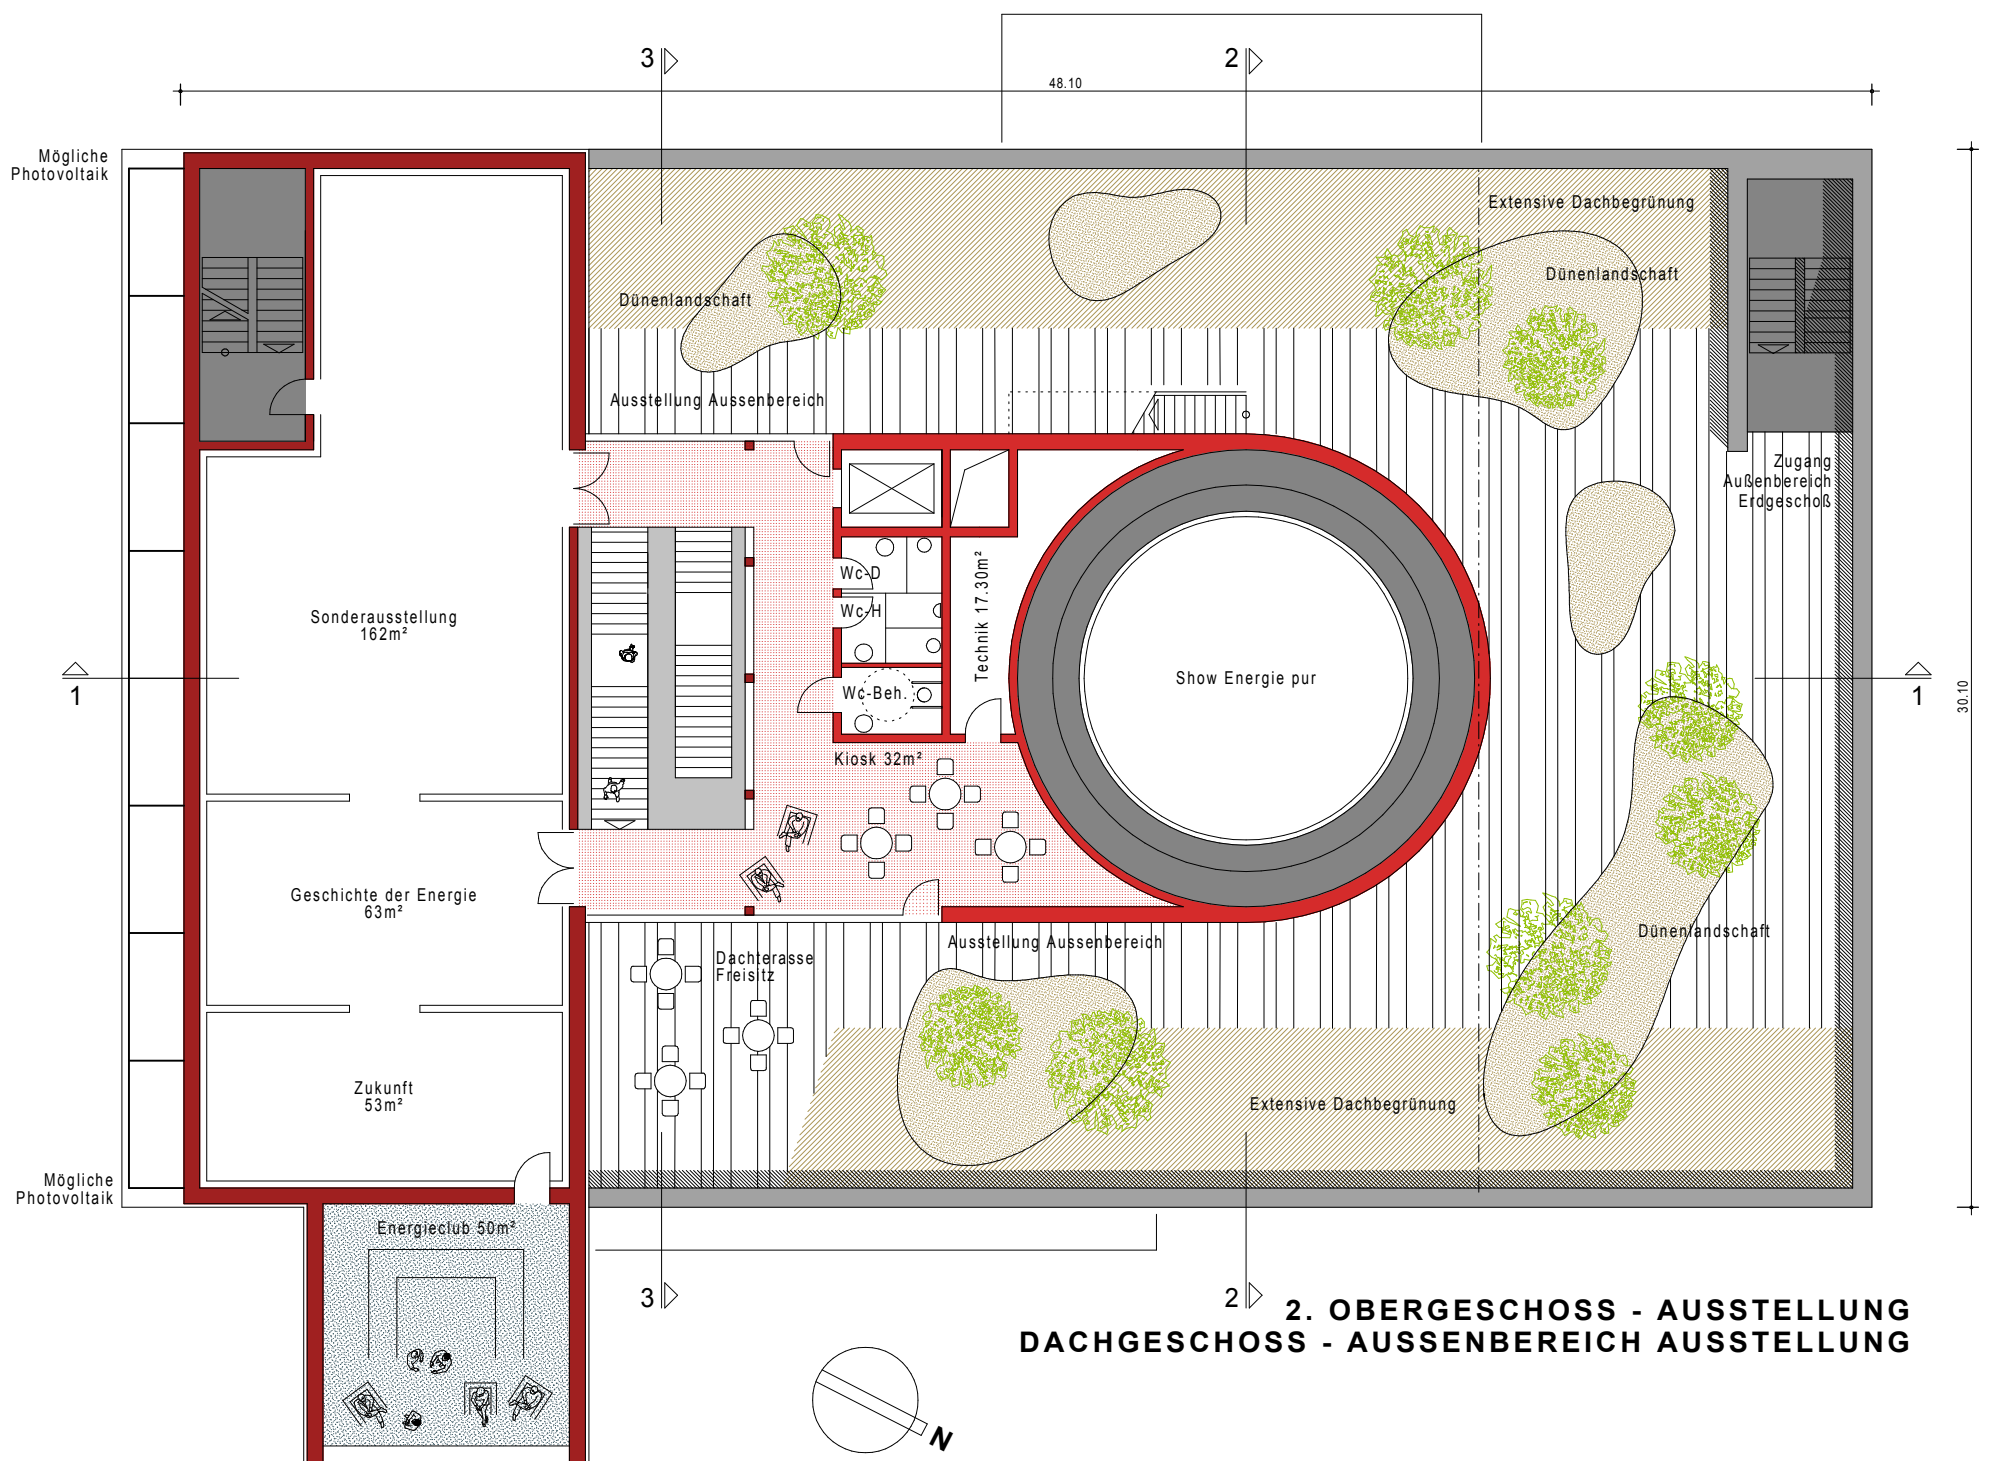 3
2
48.10
Mögliche
Photovoltaik
Extensive Dachbegrünung
Dünenlandschaft
Dünenlandschaft
Ausstellung Aussenbereich
Zugang
Außenbereich
Erdgeschoß
Wc-D
Wc-H
Technik 17.30m²
Sonderausstellung
162m²
Show Energie pur
Wc-Beh.
1
1
30.10
Kiosk 32m²
Geschichte der Energie
63m²
Dünenlandschaft
Ausstellung Aussenbereich
Dachterasse
Freisitz
Zukunft
53m²
Extensive Dachbegrünung
Mögliche
Photovoltaik
Energieclub 50m²
3
2
2. OBERGESCHOSS - AUSSTELLUNG
DACHGESCHOSS - AUSSENBEREICH AUSSTELLUNG
N